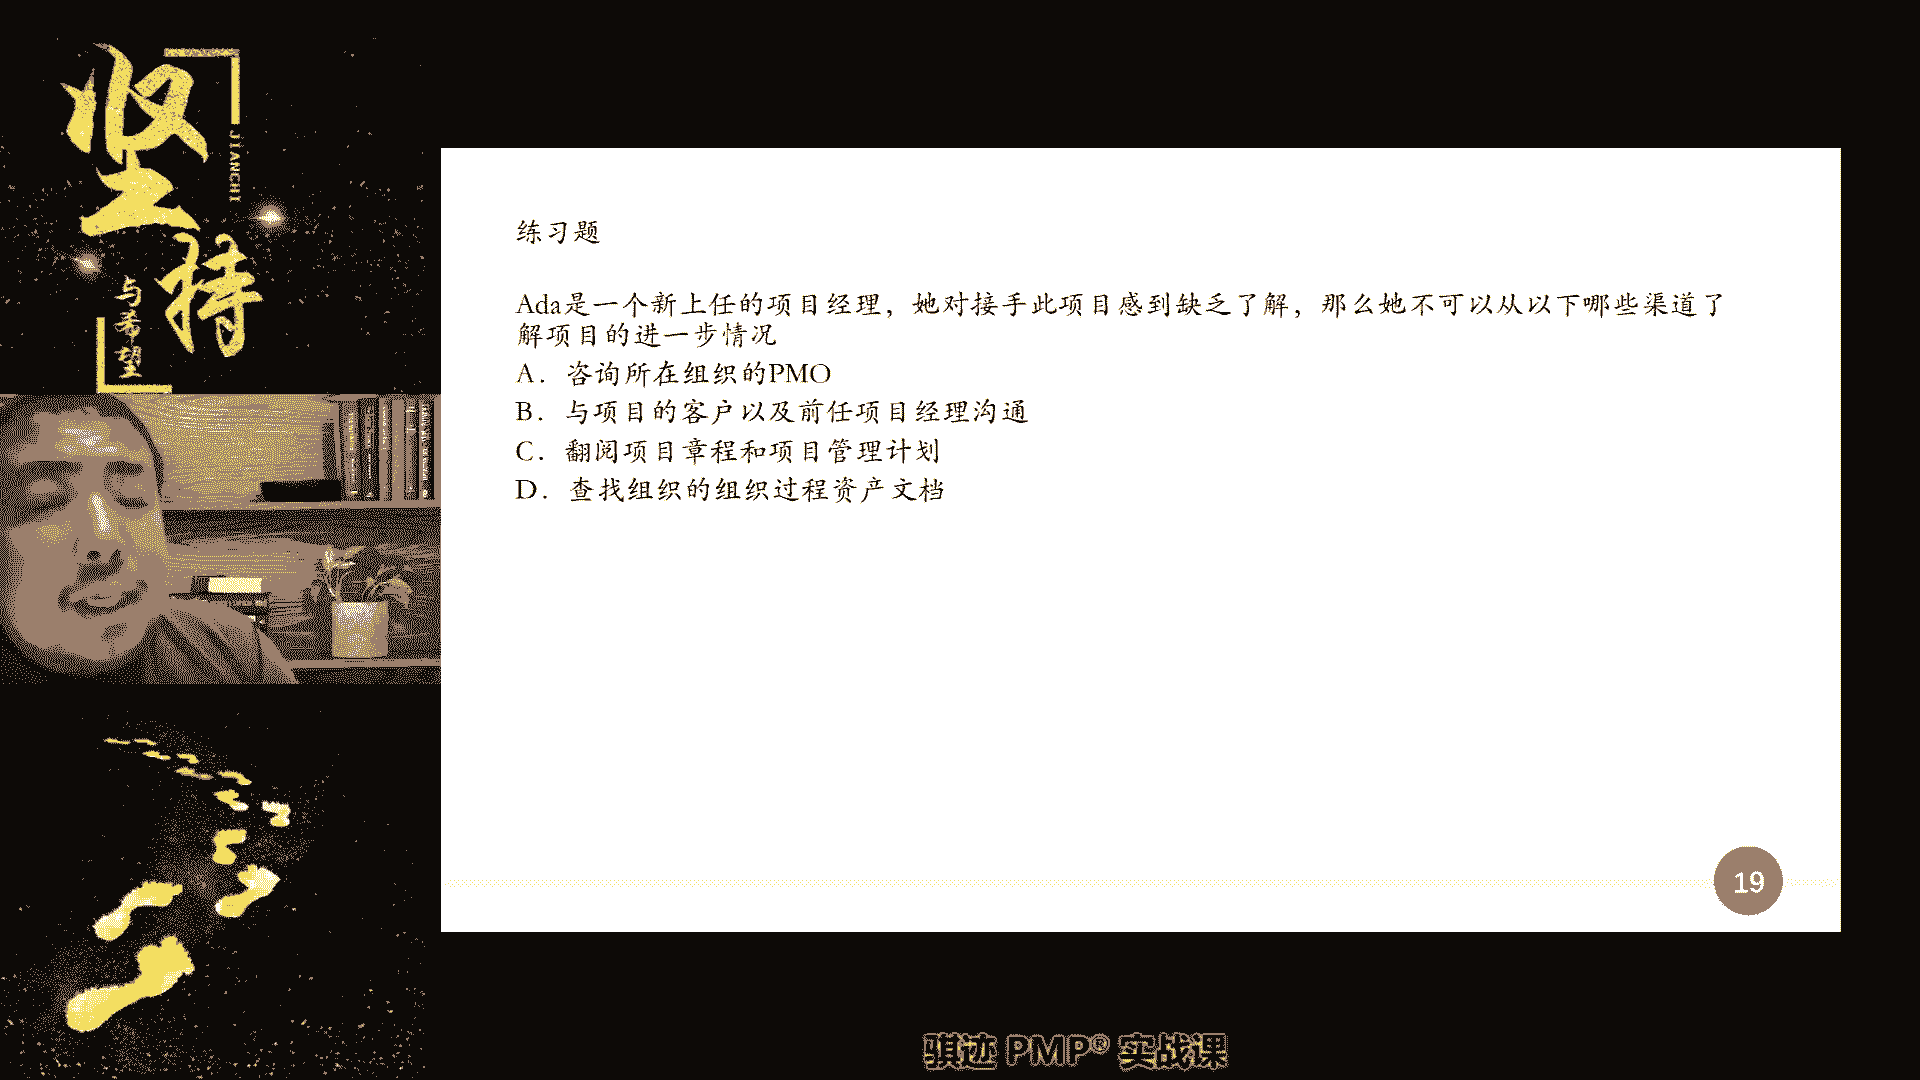 坚持
JIANCHI
与希望
练习题
Ada是一个新上任的项目经理，她对接手此项目感到缺乏了解，那么她不可以从以下哪些渠道了
解项目的进一步情况
A．咨询所在组织的PMO
B．与项目的客户以及前任项目经理沟通
C．翻阅项目章程和项目管理计划
D．查找组织的组织过程资产文档
19
骐迹 PMP® 实战课